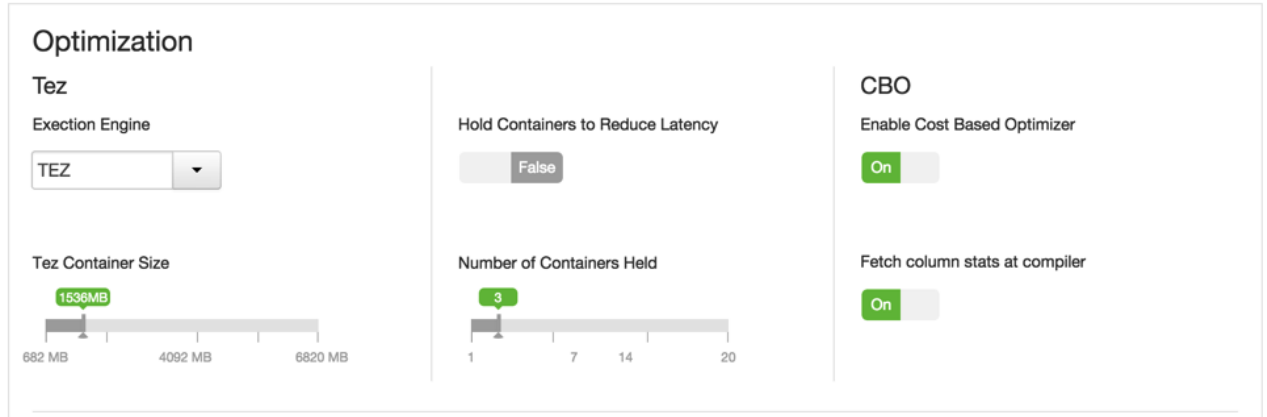 Optimization
Tez
Exection Engine
TEZ
Tez Container Size
1536MB
682 MB 4092 MB 6820 MB
Hold Containers to Reduce Latency
False
Number of Containers Held
3
1 7 14 20
CBO
Enable Cost Based Optimizer
On
Fetch column stats at compiler
On